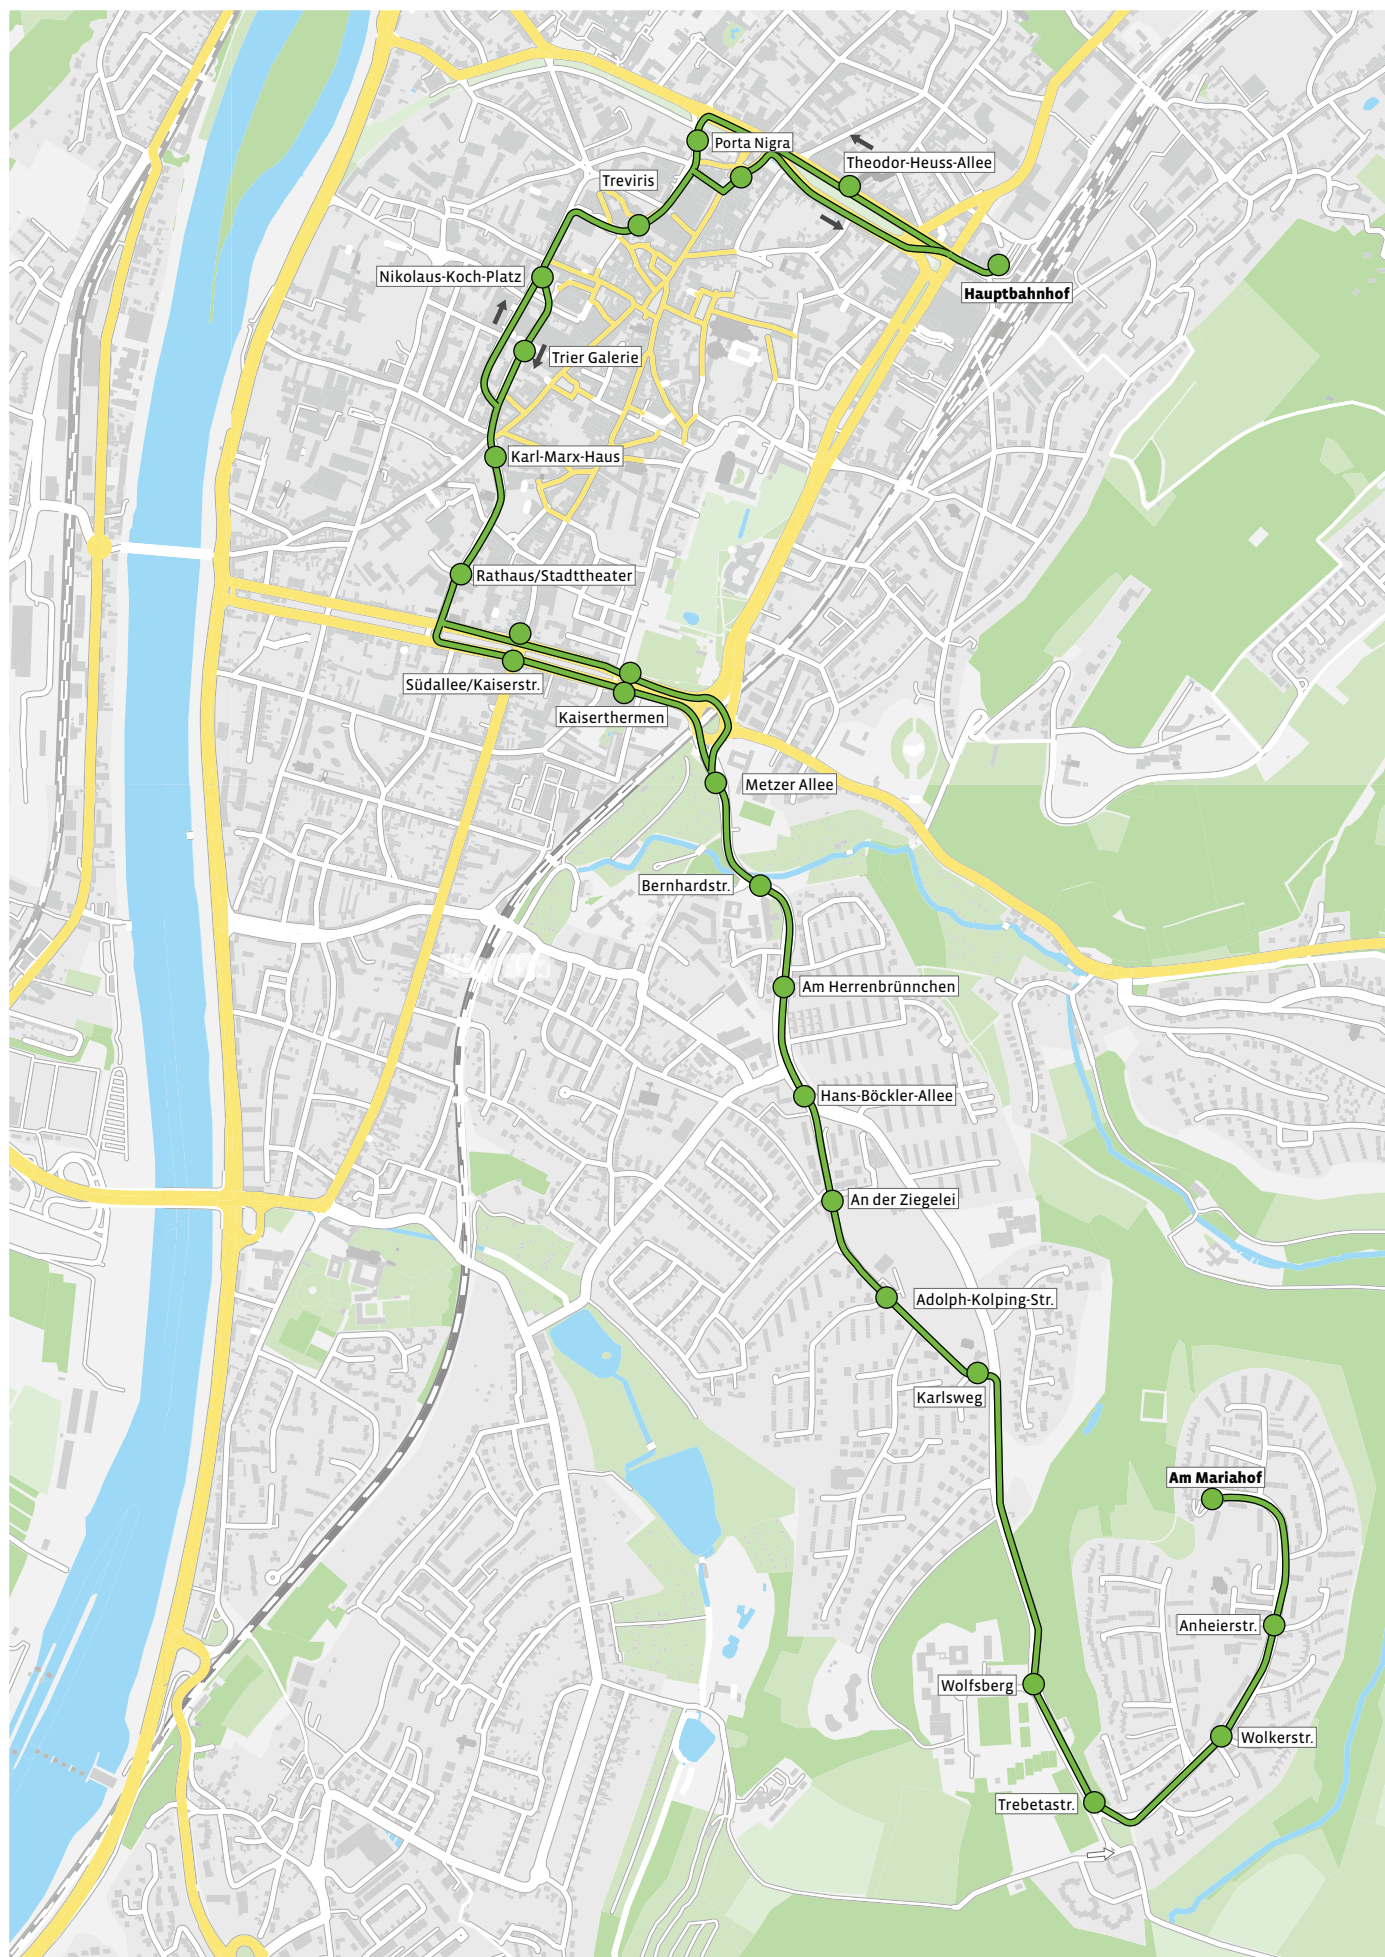 Porta Nigra
Theodor-Heuss-Allee
Treviris
Nikolaus-Koch-Platz
Hauptbahnhof
Trier Galerie
Karl-Marx-Haus
Rathaus/Stadttheater
Südallee/Kaiserstr.
Kaiserthermen
Metzer Allee
Bernhardstr.
Am Herrenbrünnchen
Hans-Böckler-Allee
An der Ziegelei
Adolph-Kolping-Str.
Karlsweg
Am Mariahof
Anheierstr.
Wolfsberg
Wolkerstr.
Trebetastr.